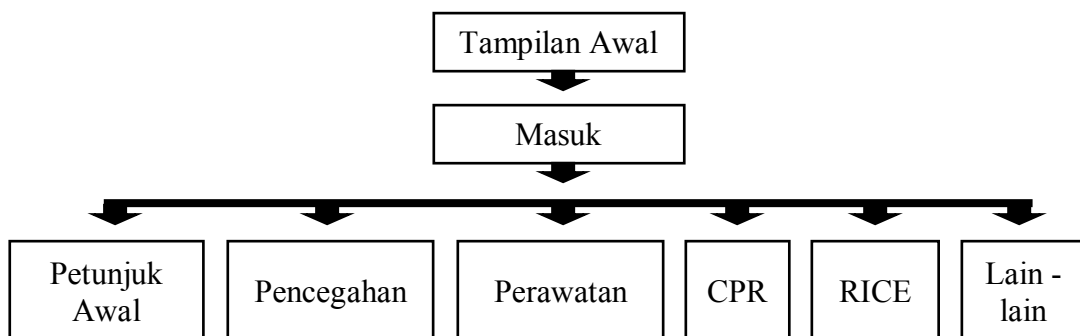 Tampilan Awal
Masuk
Petunjuk
Awal
Pencegahan
Perawatan
CPR
RICE
Lain -
lain